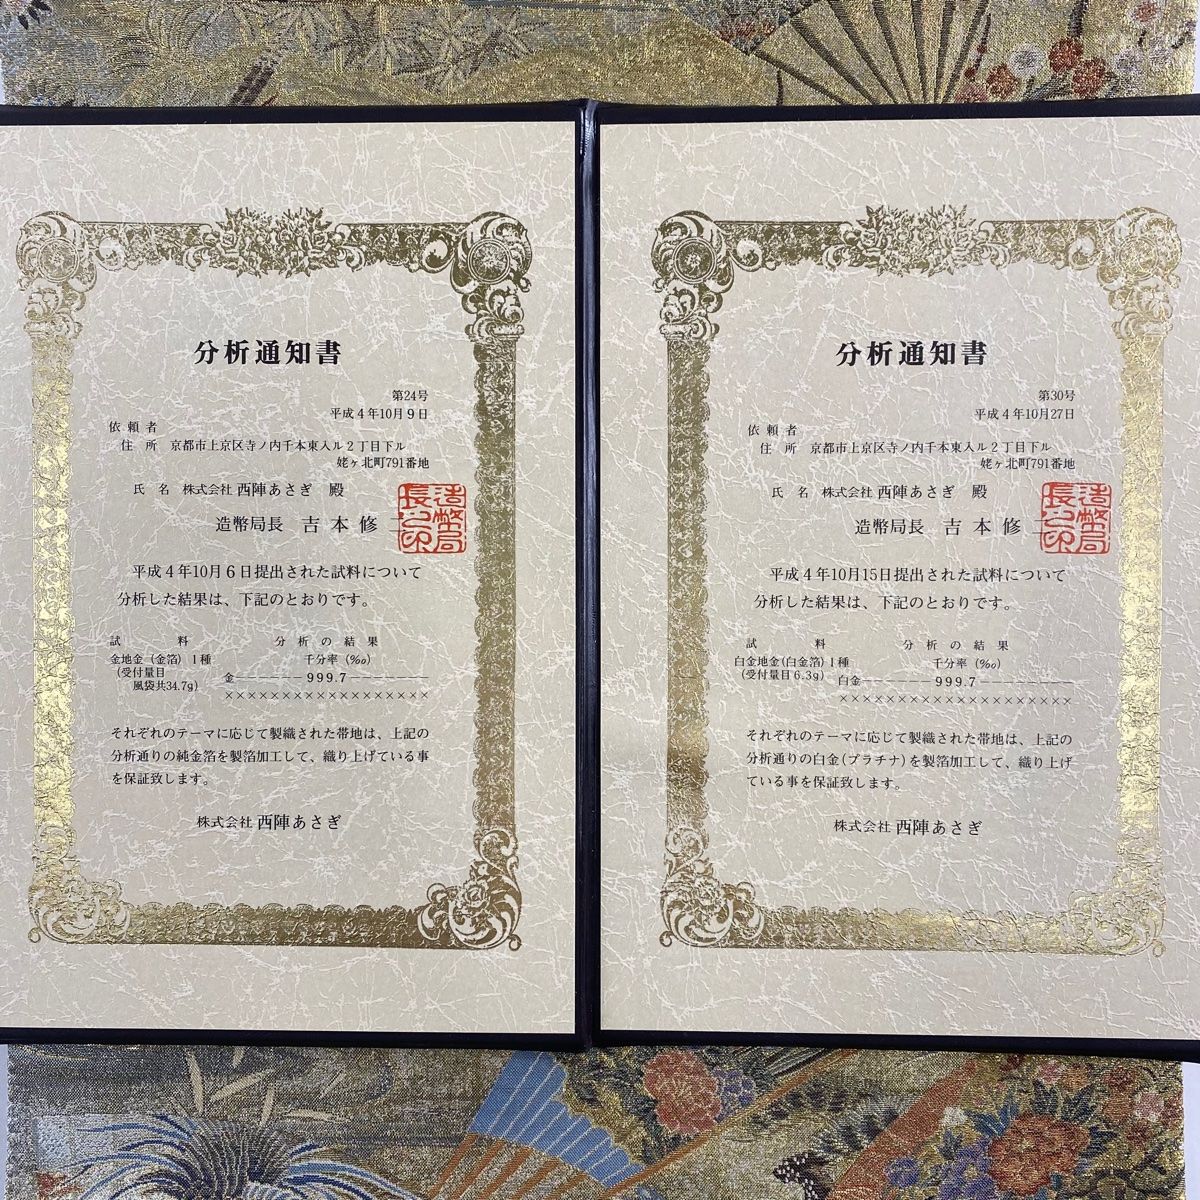 分析通知書
第24号
平成4年10月9日
依頼者
住所 京都市上京区寺ノ内千本東入ル2丁目下ル
姥ヶ北町791番地
氏名 株式会社 西陣あさぎ 殿
造幣局長 吉本修二
造幣局長之印
平成4年10月6日提出された試料について
分析した結果は、下記のとおりです。
試料 分析の結果
金地金(金箔)1種 千分率(‰)
(受付量目
風袋共34.7g) 金――――――999.7――――――
××××××××××××××××××
それぞれのテーマに応じて製織された帯地は、上記の
分析通りの純金箔を製箔加工して、織り上げている事
を保証致します。
株式会社 西陣あさぎ
分析通知書
第30号
平成4年10月27日
依頼者
住所 京都市上京区寺ノ内千本東入ル2丁目下ル
姥ヶ北町791番地
氏名 株式会社 西陣あさぎ 殿
造幣局長 吉本修二
造幣局長之印
平成4年10月15日提出された試料について
分析した結果は、下記のとおりです。
試料 分析の結果
白金地金(白金箔)1種 千分率(‰)
(受付量目6.3g) 白金――――――999.7――――――
××××××××××××××××××××
それぞれのテーマに応じて製織された帯地は、上記の
分析通りの白金(プラチナ)を製箔加工して、織り上げ
ている事を保証致します。
株式会社 西陣あさぎ